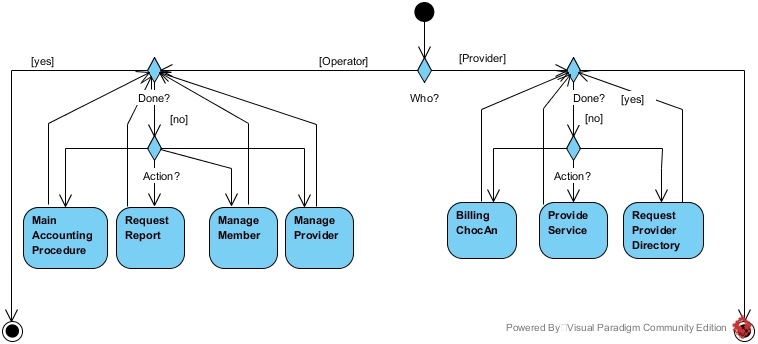 [yes]
[Operator]
[Provider]
Done?
Who?
Done?
[yes]
[no]
[no]
Action?
Action?
Main
Accounting
Procedure
Request
Report
Manage
Member
Manage
Provider
Billing
ChocAn
Provide
Service
Request
Provider
Directory
Powered By Visual Paradigm Community Edition